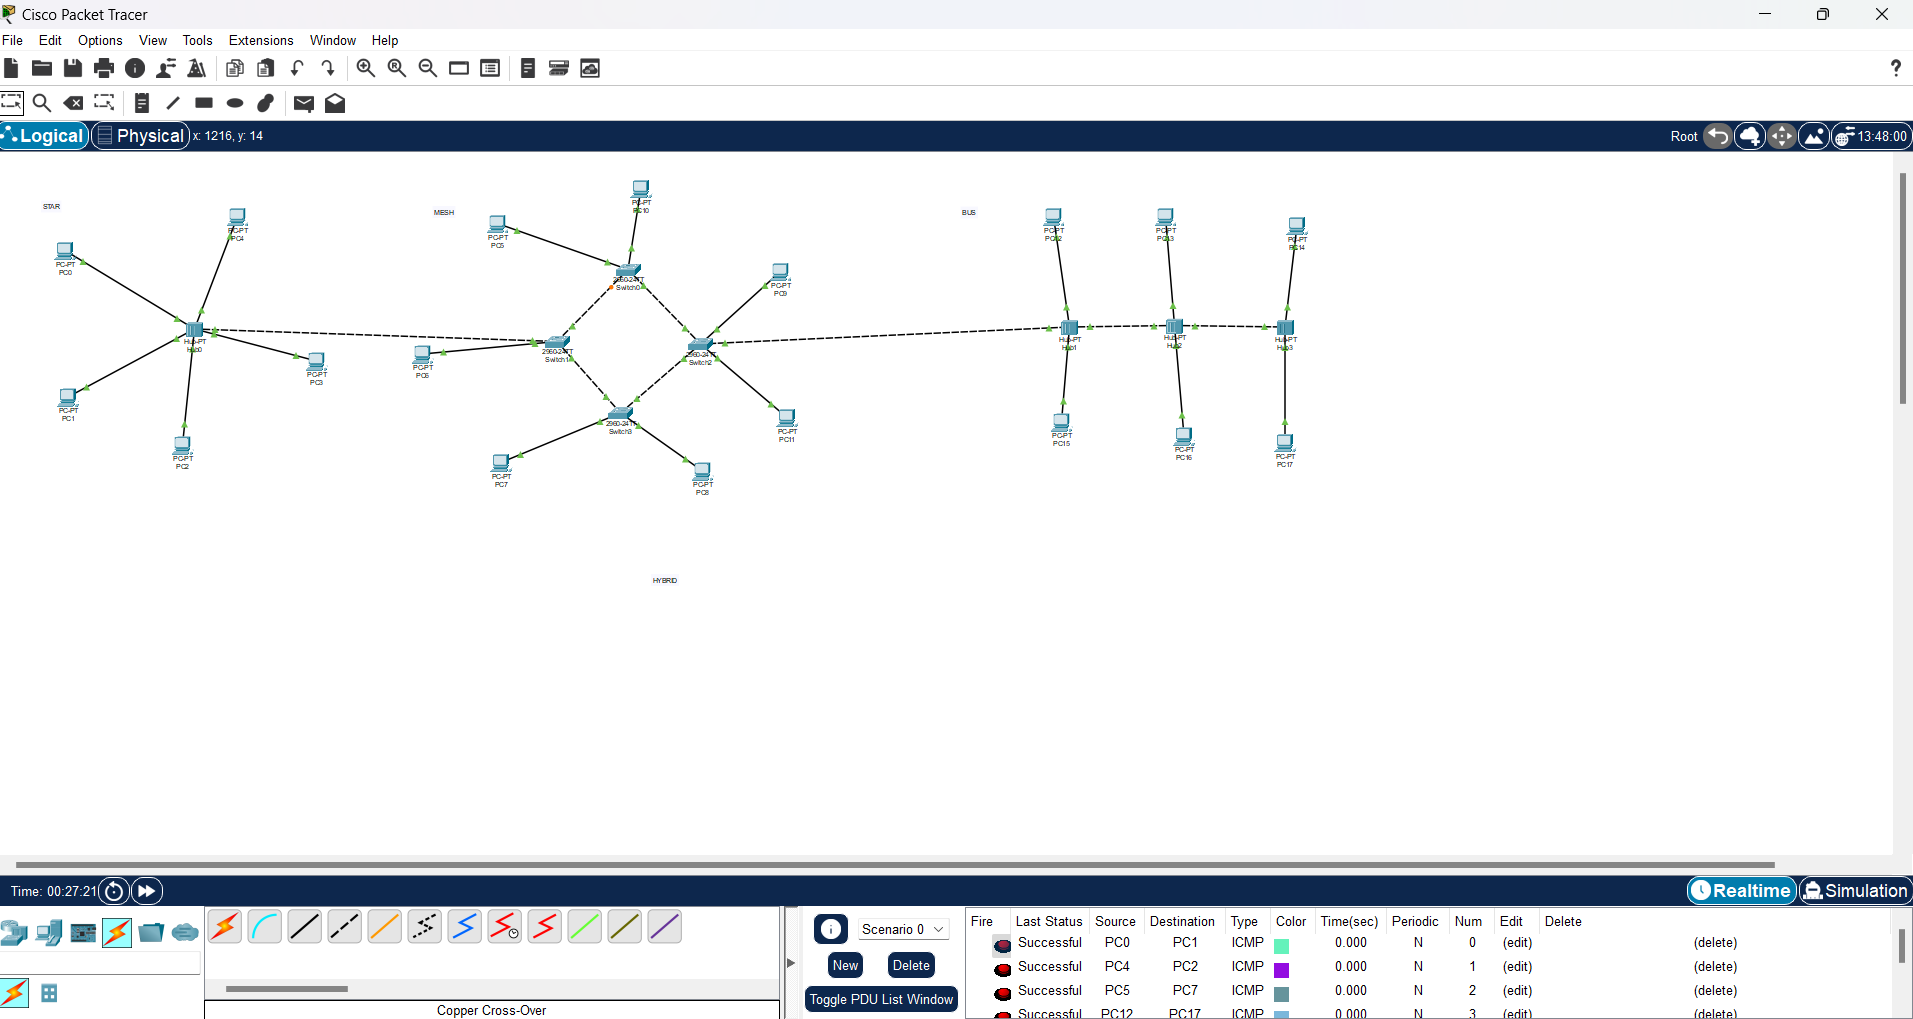 Cisco Packet Tracer
File Edit Options View Tools Extensions Window Help
Logical Physical x: 1216, y: 14 Root 13:48:00
STAR
MESH
BUS
PC-PT
PC4
PC-PT
PC0
Hub-PT
Hub0
PC-PT
PC3
PC-PT
PC1
PC-PT
PC2
PC-PT
PC10
PC-PT
PC5
2960-24TT
Switch0
PC-PT
PC9
2960-24TT
Switch1
2960-24TT
Switch2
PC-PT
PC6
2960-24TT
Switch3
PC-PT
PC11
PC-PT
PC7
PC-PT
PC8
PC-PT
PC12
PC-PT
PC13
PC-PT
PC14
Hub-PT
Hub1
Hub-PT
Hub2
Hub-PT
Hub3
PC-PT
PC15
PC-PT
PC16
PC-PT
PC17
HYBRID
Time: 00:27:21 Realtime Simulation
Scenario 0
New Delete
Toggle PDU List Window
Copper Cross-Over
Fire Last Status Source Destination Type Color Time(sec) Periodic Num Edit Delete
Successful PC0 PC1 ICMP 0.000 N 0 (edit) (delete)
Successful PC4 PC2 ICMP 0.000 N 1 (edit) (delete)
Successful PC5 PC7 ICMP 0.000 N 2 (edit) (delete)
Successful PC12 PC17 ICMP 0.000 N 3 (edit) (delete)